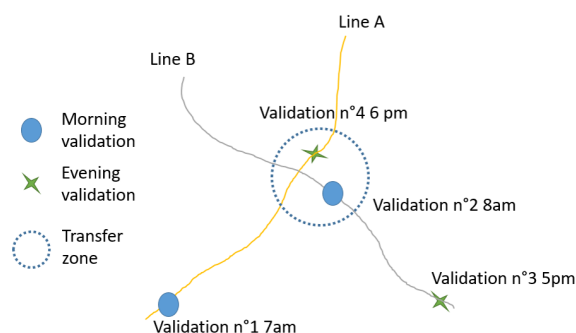 Line A
Line B
Validation n°4 6 pm
Morning
validation
Evening
validation
Validation n°2 8am
Transfer
zone
Validation n°3 5pm
Validation n°1 7am